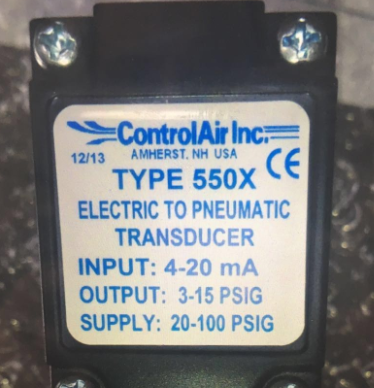 ControlAir Inc.
12/13 AMHERST, NH USA CE
TYPE 550X
ELECTRIC TO PNEUMATIC
TRANSDUCER
INPUT: 4-20 mA
OUTPUT: 3-15 PSIG
SUPPLY: 20-100 PSIG